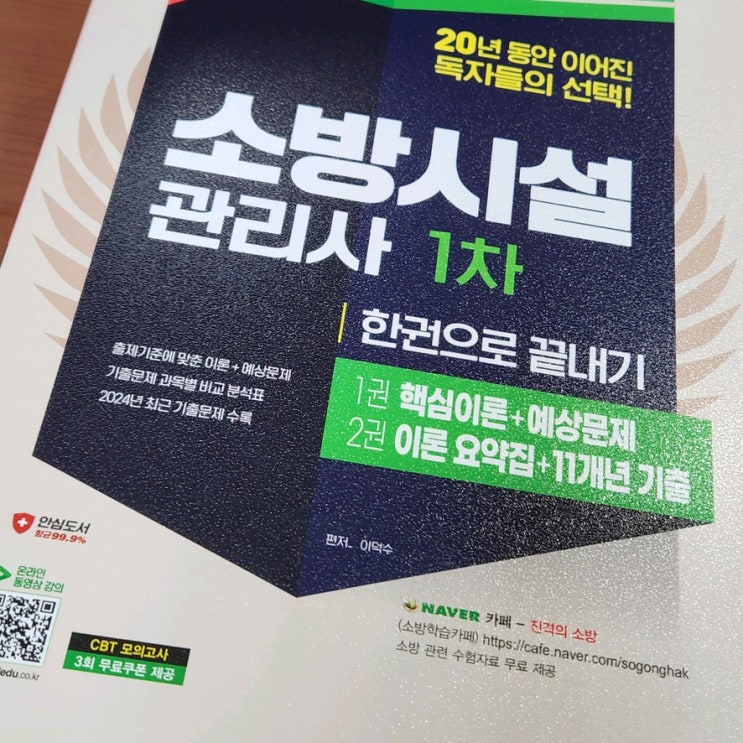 20년 동안 이어진
독자들의 선택!
소방시설
관리사 1차
한권으로 끝내기
출제기준에 맞춘 이론 + 예상문제
기출문제 과목별 비교 분석표
2024년 최근 기출문제 수록
1권 핵심이론+예상문제
2권 이론 요약집+11개년 기출
편저_ 이덕수
안심도서
항균99.9%
온라인
동영상 강의
edu.co.kr
CBT 모의고사
3회 무료쿠폰 제공
NAVER 카페 - 진격의 소방
(소방학습카페) https://cafe.naver.com/sogonghak
소방 관련 수험자료 무료 제공